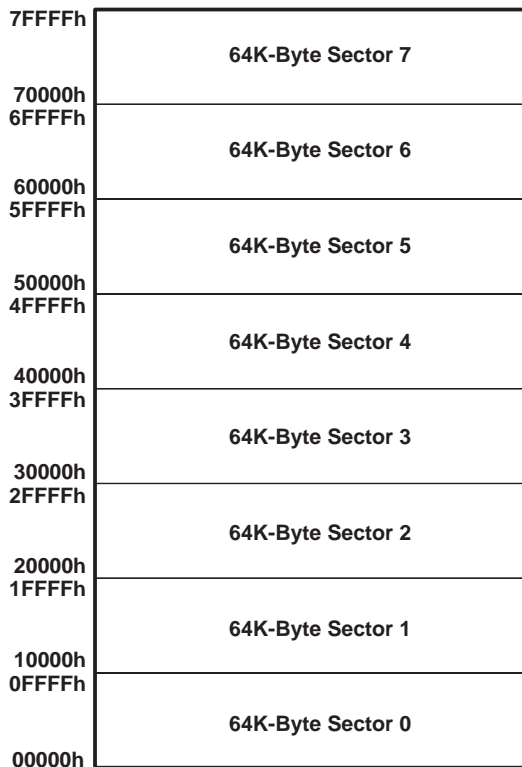 7FFFFh
64K-Byte Sector 7
70000h
6FFFFh
64K-Byte Sector 6
60000h
5FFFFh
64K-Byte Sector 5
50000h
4FFFFh
64K-Byte Sector 4
40000h
3FFFFh
64K-Byte Sector 3
30000h
2FFFFh
64K-Byte Sector 2
20000h
1FFFFh
64K-Byte Sector 1
10000h
0FFFFh
64K-Byte Sector 0
00000h